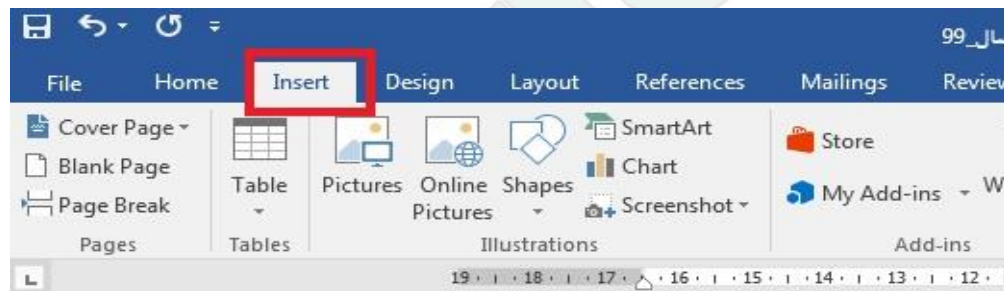 سال_99
File Home Insert Design Layout References Mailings Review
Cover Page
Blank Page
Page Break
Table
Pictures
Online Pictures
Shapes
SmartArt
Chart
Screenshot
Store
My Add-ins
W
Pages Tables Illustrations Add-ins
L 19 18 17 16 15 14 13 12